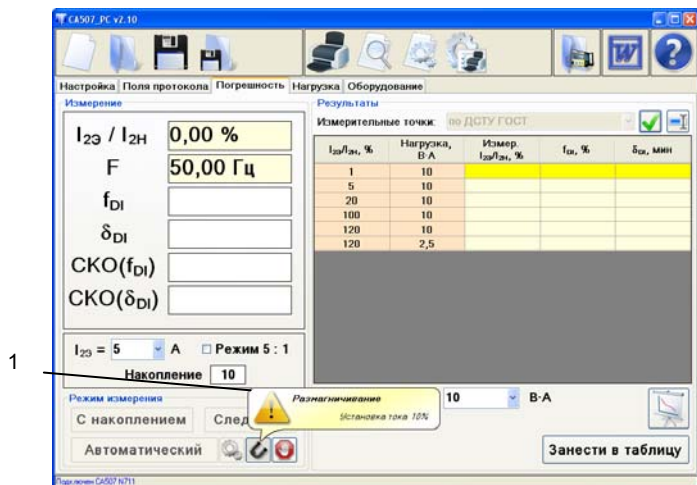 CA507_PC v2.10
Настройка Поля протокола Погрешность Нагрузка Оборудование
Измерение
I2Э / I2Н 0,00 %
F 50,00 Гц
fDI
δDI
СКО(fDI)
СКО(δDI)
I2Э = 5 А Режим 5 : 1
Накопление 10
Режим измерения
С накоплением След
Автоматический
Результаты
Измерительные точки: по ДСТУ ГОСТ
I2Э/I2Н, % Нагрузка, В·А Измер. I2Э/I2Н, % fDI, % δDI, мин
1 10
5 10
20 10
100 10
120 10
120 2,5
1
Размагничивание
Установка тока 10%
10 В·А
Занести в таблицу
Подключен СА507 N711